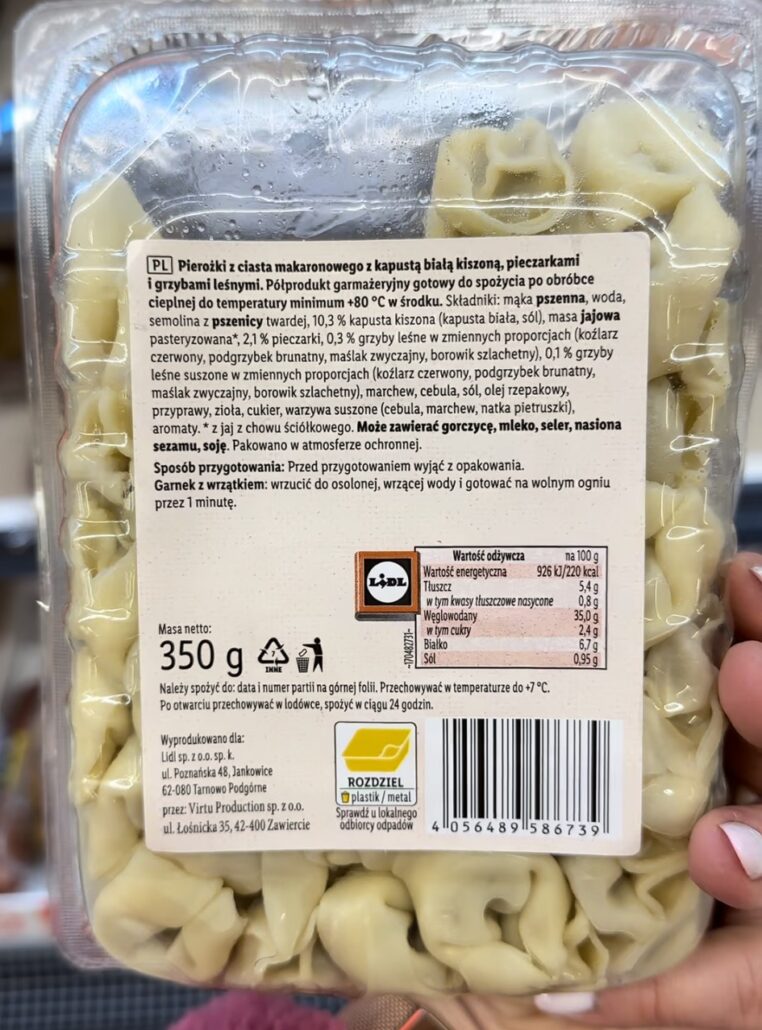 PL Pierożki z ciasta makaronowego z kapustą białą kiszoną, pieczarkami
i grzybami leśnymi. Półprodukt garmażeryjny gotowy do spożycia po obróbce
cieplnej do temperatury minimum +80 °C w środku. Składniki: mąka pszenna, woda,
semolina z pszenicy twardej, 10,3 % kapusta kiszona (kapusta biała, sól), masa jajowa
pasteryzowana*, 2,1 % pieczarki, 0,3 % grzyby leśne w zmiennych proporcjach (koźlarz
czerwony, podgrzybek brunatny, maślak zwyczajny, borowik szlachetny), 0,1 % grzyby
leśne suszone w zmiennych proporcjach (koźlarz czerwony, podgrzybek brunatny,
maślak zwyczajny, borowik szlachetny), marchew, cebula, sól, olej rzepakowy,
przyprawy, zioła, cukier, warzywa suszone (cebula, marchew, natka pietruszki),
aromaty. * z jaj z chowu ściółkowego. Może zawierać gorczycę, mleko, seler, nasiona
sezamu, soję. Pakowano w atmosferze ochronnej.
Sposób przygotowania: Przed przygotowaniem wyjąć z opakowania.
Garnek z wrzątkiem: wrzucić do osolonej, wrzącej wody i gotować na wolnym ogniu
przez 1 minutę.
LIDL
Wartość odżywcza na 100 g
Wartość energetyczna 926 kJ/220 kcal
Tłuszcz 5,4 g
w tym kwasy tłuszczowe nasycone 0,8 g
Węglowodany 35,0 g
w tym cukry 2,4 g
Białko 6,7 g
Sól 0,95 g
-170482731-
Masa netto:
350 g
7
INNE
Należy spożyć do: data i numer partii na górnej folii. Przechowywać w temperaturze do +7 °C.
Po otwarciu przechowywać w lodówce, spożyć w ciągu 24 godzin.
Wyprodukowano dla:
Lidl sp. z o.o. sp. k.
ul. Poznańska 48, Jankowice
62-080 Tarnowo Podgórne
przez: Virtu Production sp. z o.o.
ul. Łośnicka 35, 42-400 Zawiercie
ROZDZIEL
plastik / metal
Sprawdź u lokalnego
odbiorcy odpadów
4 056489 586739